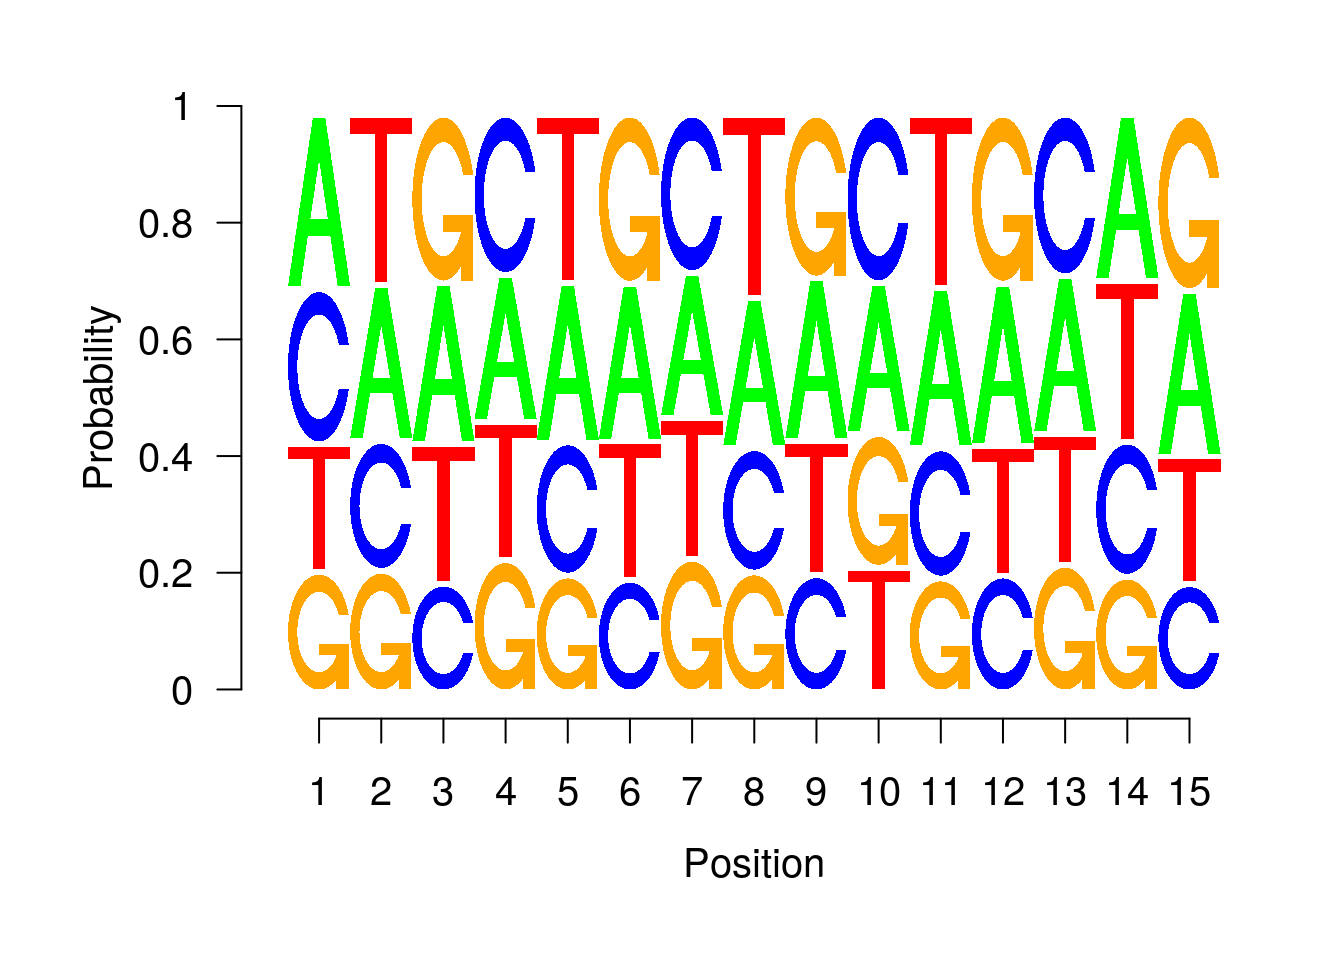 1
0.8
0.6
0.4
0.2
0
Probability
ATGCTGCTGCTGCAG
CAAAAAAAAAAAATA
TCTTCTTCTGCTTCT
GGCGGCGGCTGCGGC
1 2 3 4 5 6 7 8 9 10 11 12 13 14 15
Position